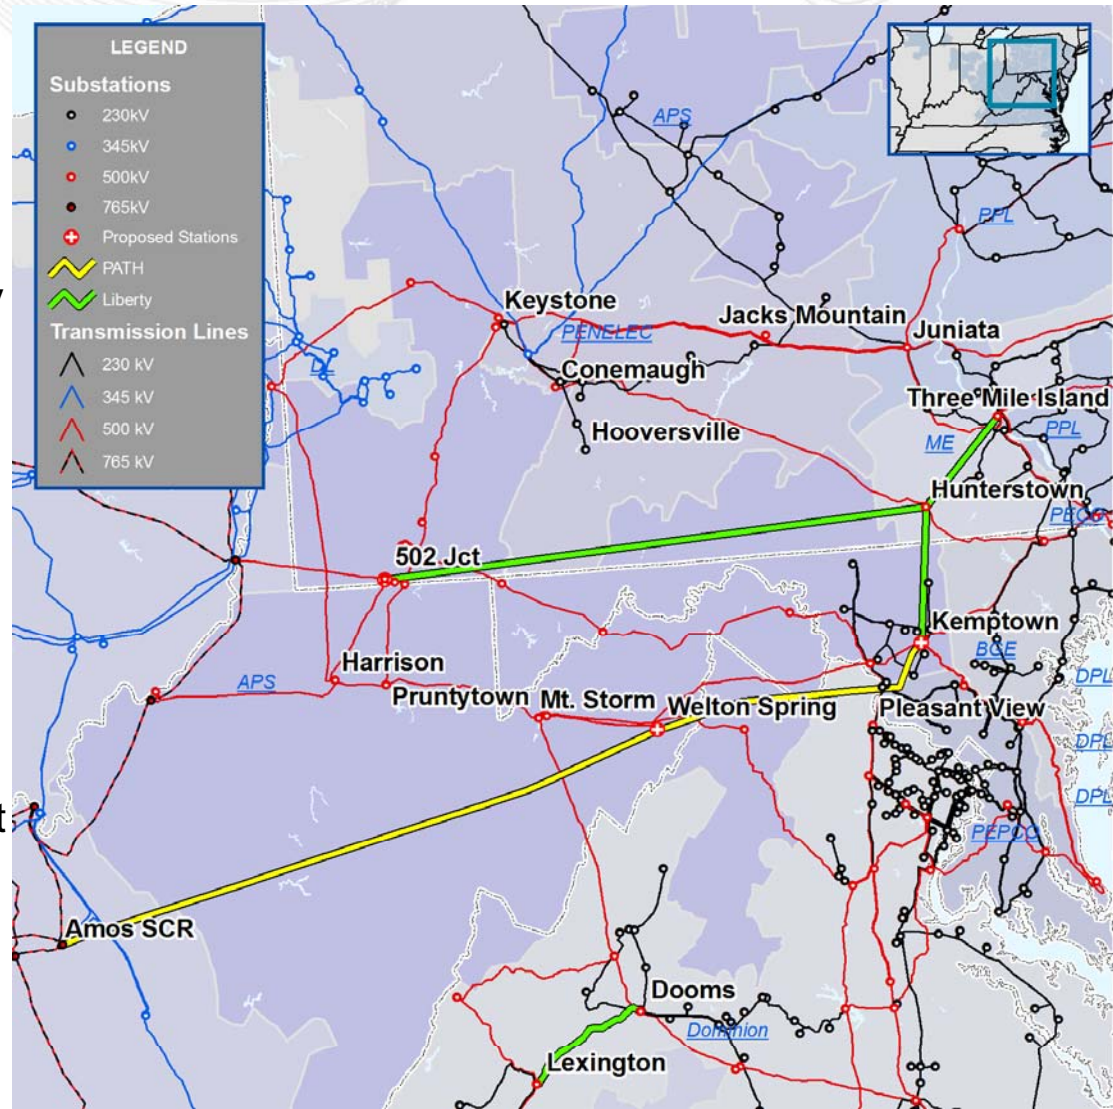 LEGEND
Substations
230kV
345kV
500kV
765kV
Proposed Stations
PATH
Liberty
Transmission Lines
230 kV
345 kV
500 kV
765 kV
APS
PPL
Keystone
PENELEC
Jacks Mountain
Juniata
Conemaugh
Three Mile Island
Hooversville
ME
PPL
Hunterstown
502 Jct
Kemptown
BGE
Harrison
APS
Pruntytown
Mt. Storm
Welton Spring
Pleasant View
DPL
DPL
DPL
PEPCO
Amos SCR
Dooms
Dominion
Lexington